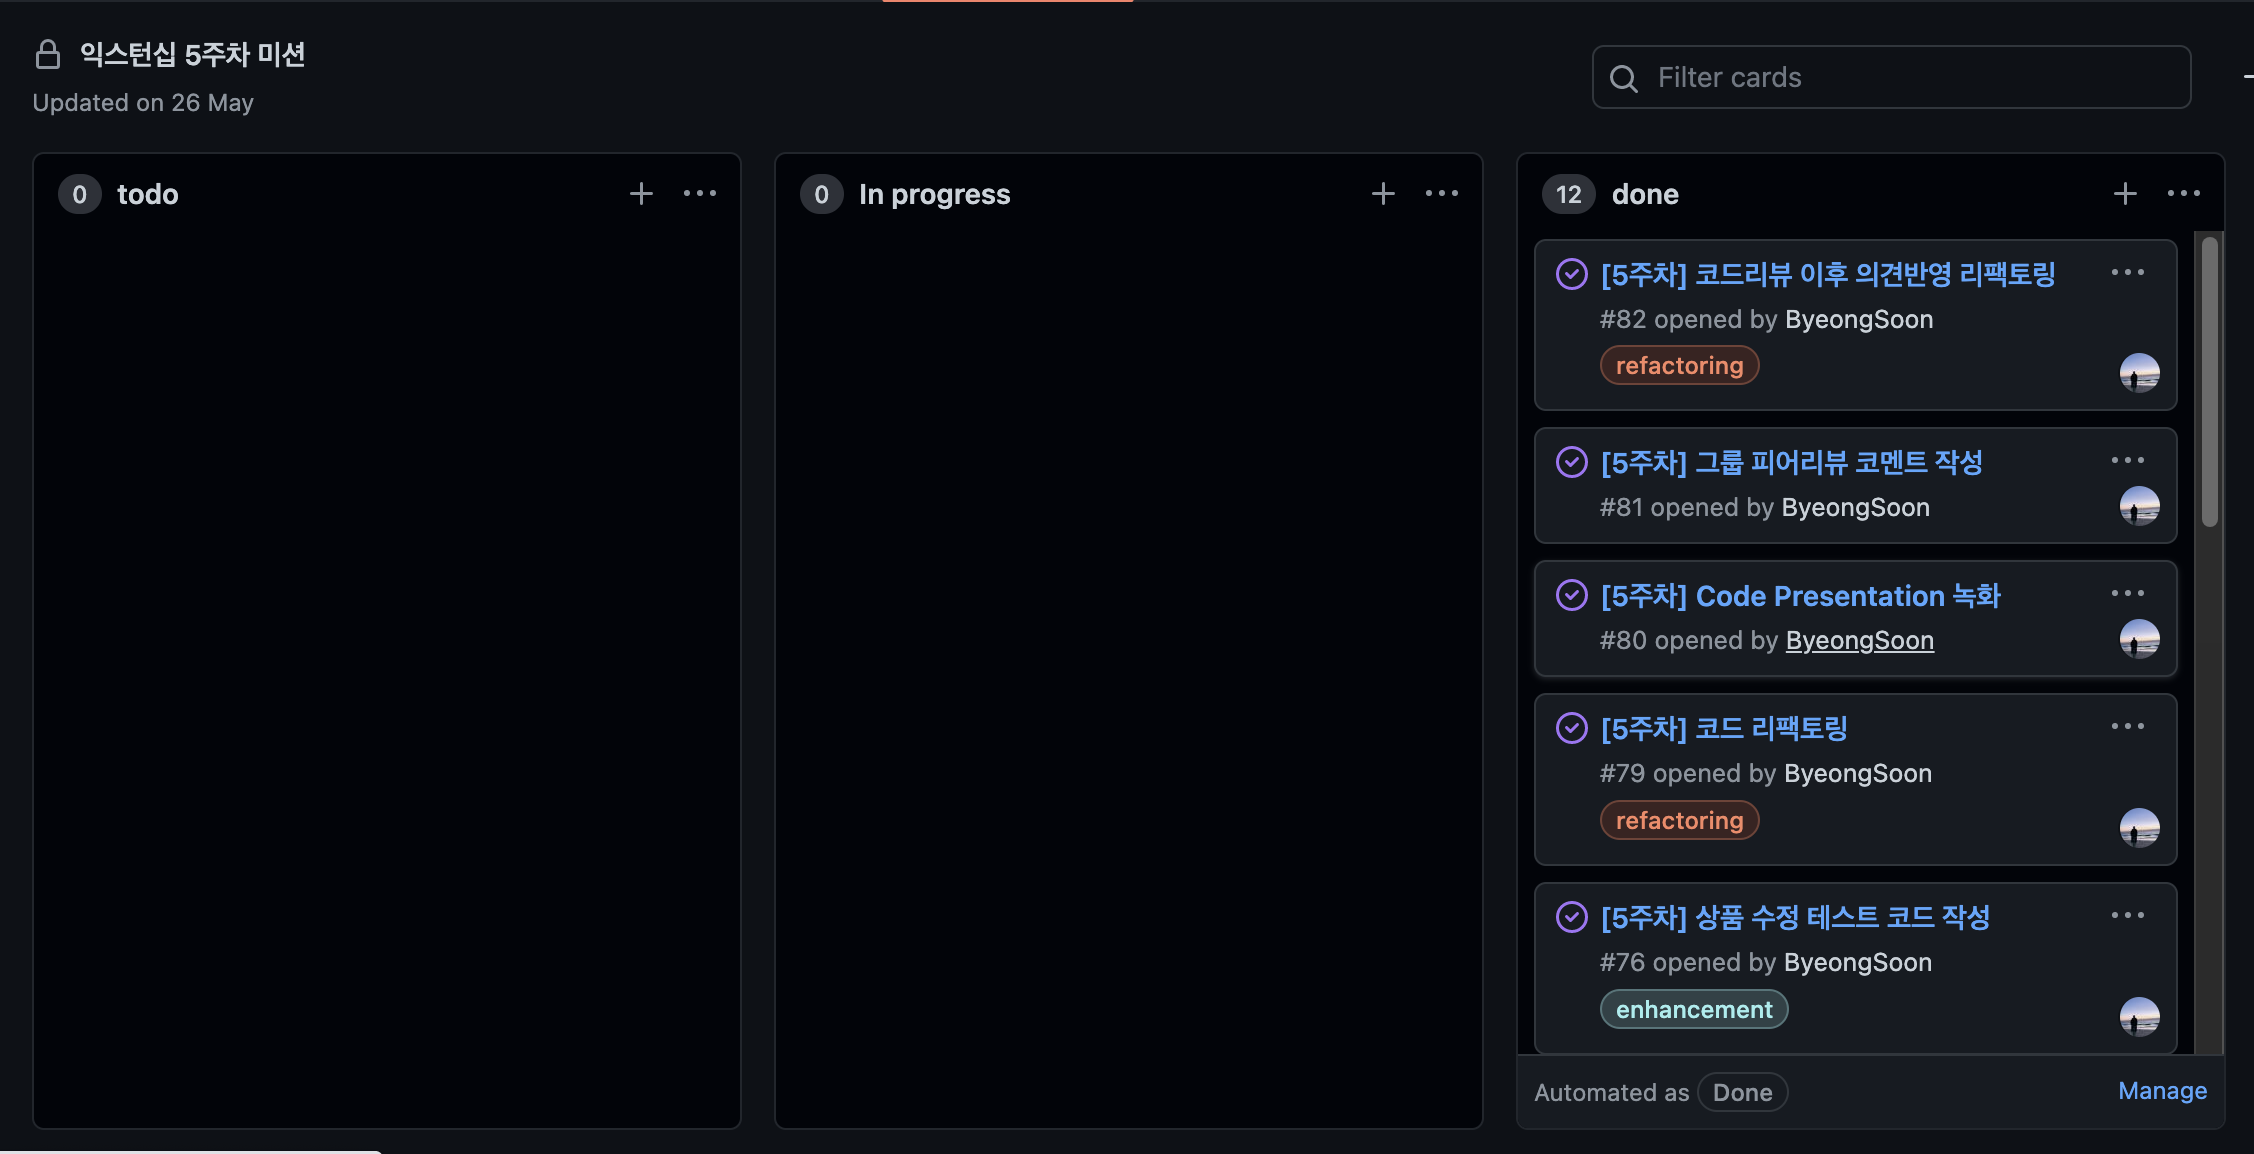 익스턴십 5주차 미션
Updated on 26 May
Filter cards
0 todo
0 In progress
12 done
[5주차] 코드리뷰 이후 의견반영 리팩토링
#82 opened by ByeongSoon
refactoring
[5주차] 그룹 피어리뷰 코멘트 작성
#81 opened by ByeongSoon
[5주차] Code Presentation 녹화
#80 opened by ByeongSoon
[5주차] 코드 리팩토링
#79 opened by ByeongSoon
refactoring
[5주차] 상품 수정 테스트 코드 작성
#76 opened by ByeongSoon
enhancement
Automated as Done
Manage